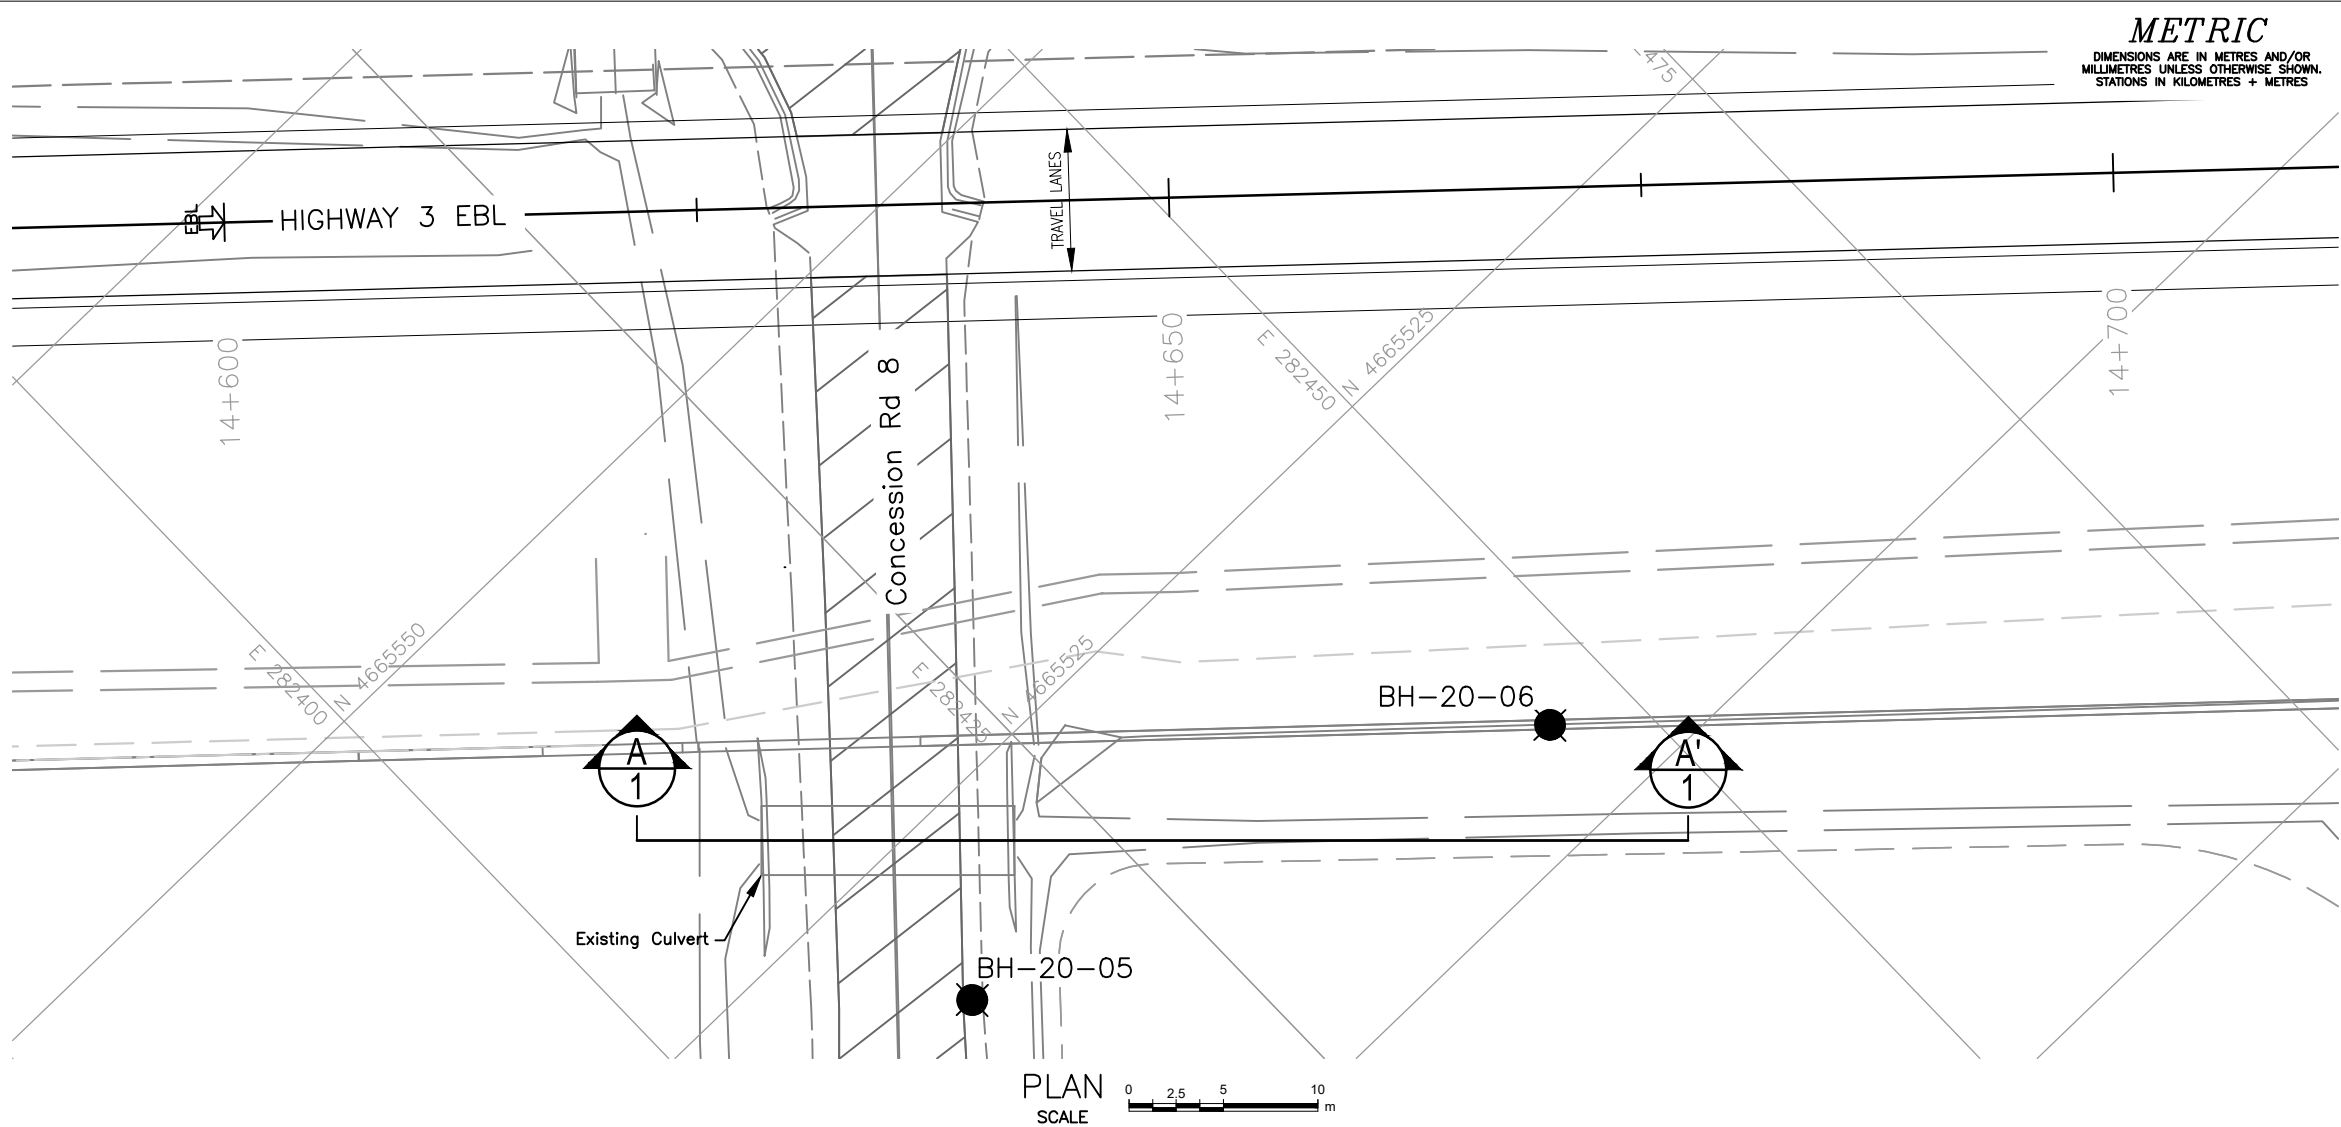 METRIC
DIMENSIONS ARE IN METRES AND/OR
MILLIMETRES UNLESS OTHERWISE SHOWN.
STATIONS IN KILOMETRES + METRES
475
TRAVEL LANES
EBL
HIGHWAY 3 EBL
14+600
14+650
14+700
E 282450
N 4665525
Concession Rd 8
E 282400
N 4665550
E 282425
N 4665525
BH-20-06
A
1
A'
1
Existing Culvert
BH-20-05
PLAN
SCALE
0 2.5 5 10
m